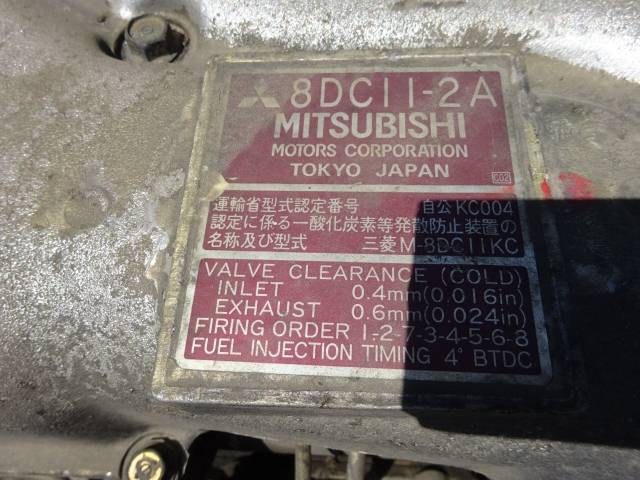 8DC11-2A
MITSUBISHI
MOTORS CORPORATION
TOKYO JAPAN
C02
運輸省型式認定番号 自公KC004
認定に係る一酸化炭素等発散防止装置の
名称及び型式 三菱M-8DC11KC
VALVE CLEARANCE (COLD)
INLET 0.4mm(0.016in)
EXHAUST 0.6mm(0.024in)
FIRING ORDER 1-2-7-3-4-5-6-8
FUEL INJECTION TIMING 4° BTDC